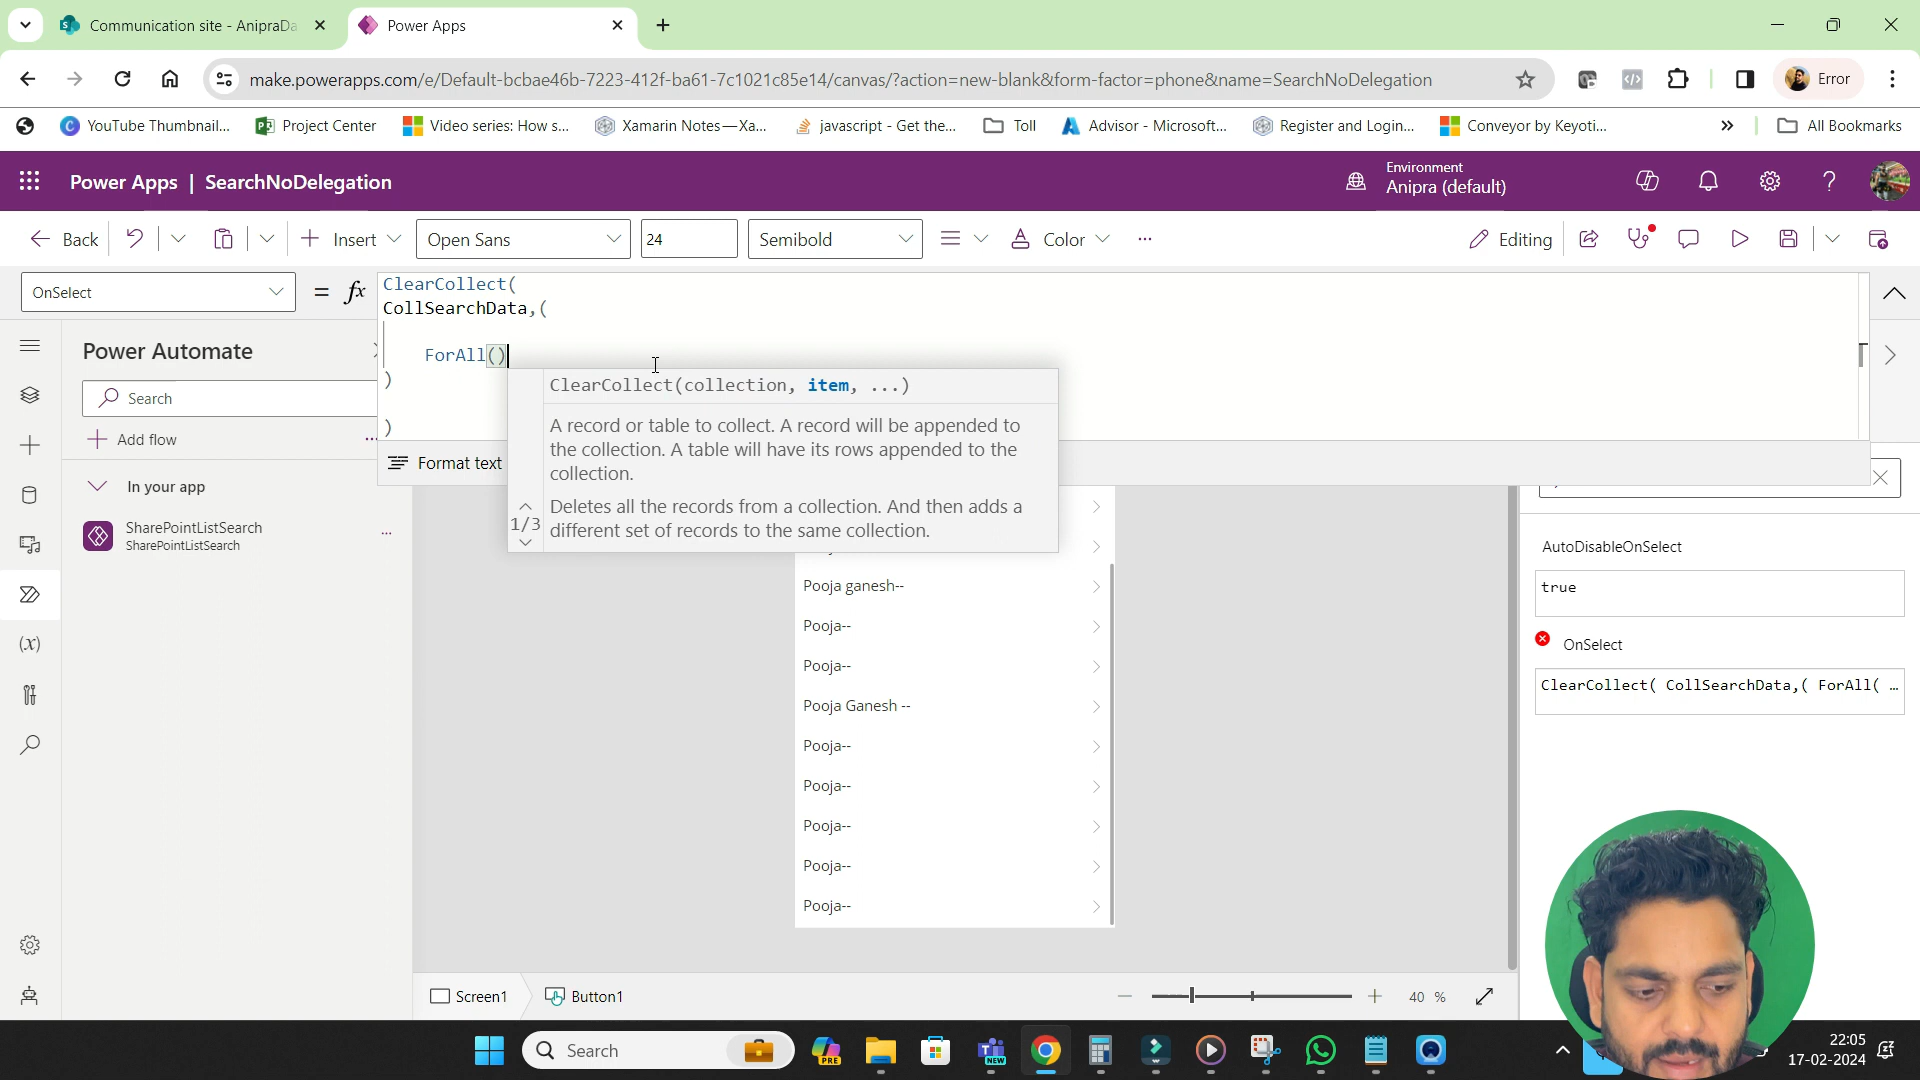 Communication site - AnipraDa
Power Apps
make.powerapps.com/e/Default-bcbae46b-7223-412f-ba61-7c1021c85e14/canvas/?action=new-blank&form-factor=phone&name=SearchNoDelegation
Error
YouTube Thumbnail...
Project Center
Video series: How s...
Xamarin Notes—Xa...
javascript - Get the...
Toll
Advisor - Microsoft...
Register and Login...
Conveyor by Keyoti...
»
All Bookmarks
Power Apps | SearchNoDelegation
Environment
Anipra (default)
Back
Insert
Open Sans
24
Semibold
Color
...
Editing
OnSelect
= fx
ClearCollect(
CollSearchData,(
ForAll()
)
)
Format text
ClearCollect(collection, item, ...)
A record or table to collect. A record will be appended to
the collection. A table will have its rows appended to the
collection.
Deletes all the records from a collection. And then adds a
different set of records to the same collection.
1/3
Power Automate
Search
Add flow
In your app
SharePointListSearch
SharePointListSearch
Pooja ganesh--
Pooja--
Pooja--
Pooja Ganesh --
Pooja--
Pooja--
Pooja--
Pooja--
Pooja--
AutoDisableOnSelect
true
OnSelect
ClearCollect( CollSearchData,( ForAll( ...
Screen1
Button1
40 %
Search
PRE
NEW
22:05
17-02-2024